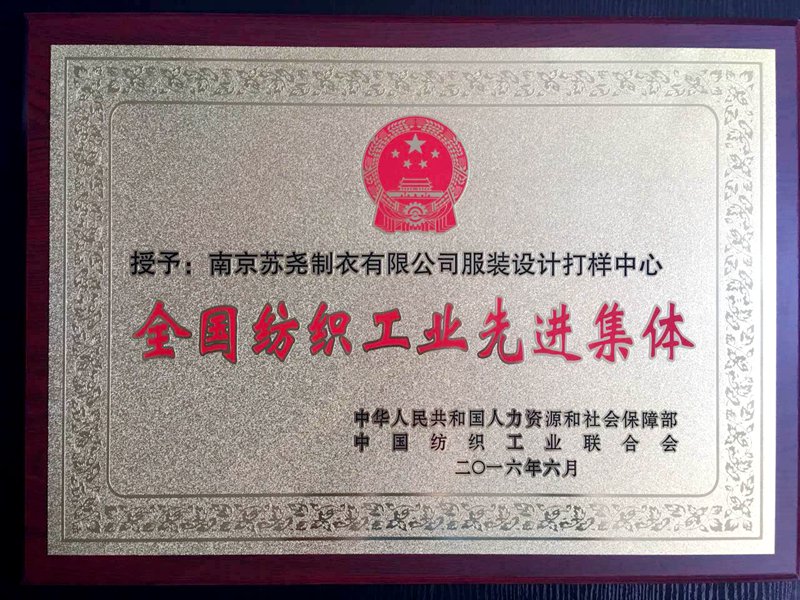 授予：南京苏尧制衣有限公司服装设计打样中心
全国纺织工业先进集体
中华人民共和国人力资源和社会保障部
中国纺织工业联合会
二〇一六年六月